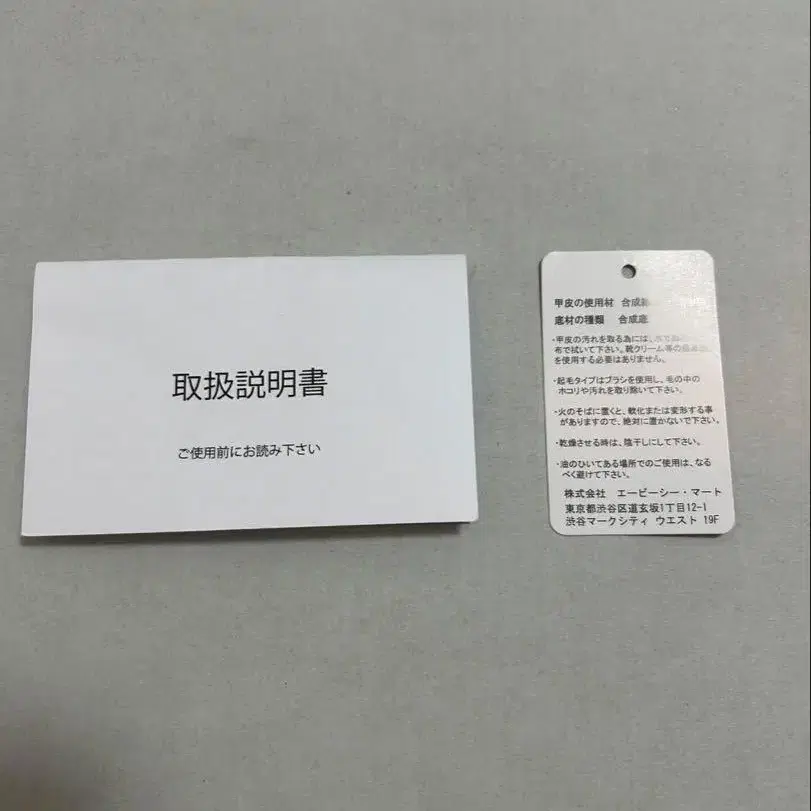 取扱説明書
ご使用前にお読み下さい
甲皮の使用材 合成
底材の種類 合成底
・甲皮の汚れを取る為には、
布で拭いて下さい。靴クリーム等の
を使用する必要はありません。
・起毛タイプはブラシを使用し、毛の中の
ホコリや汚れを取り除いて下さい。
・火のそばに置くと、軟化または変形する事
がありますので、絶対に置かないで下さい。
・乾燥させる時は、陰干しにして下さい。
・油のひいてある場所でのご使用は、なる
べく避けて下さい。
株式会社 エービーシー・マート
東京都渋谷区道玄坂1丁目12-1
渋谷マークシティ ウエスト 19F